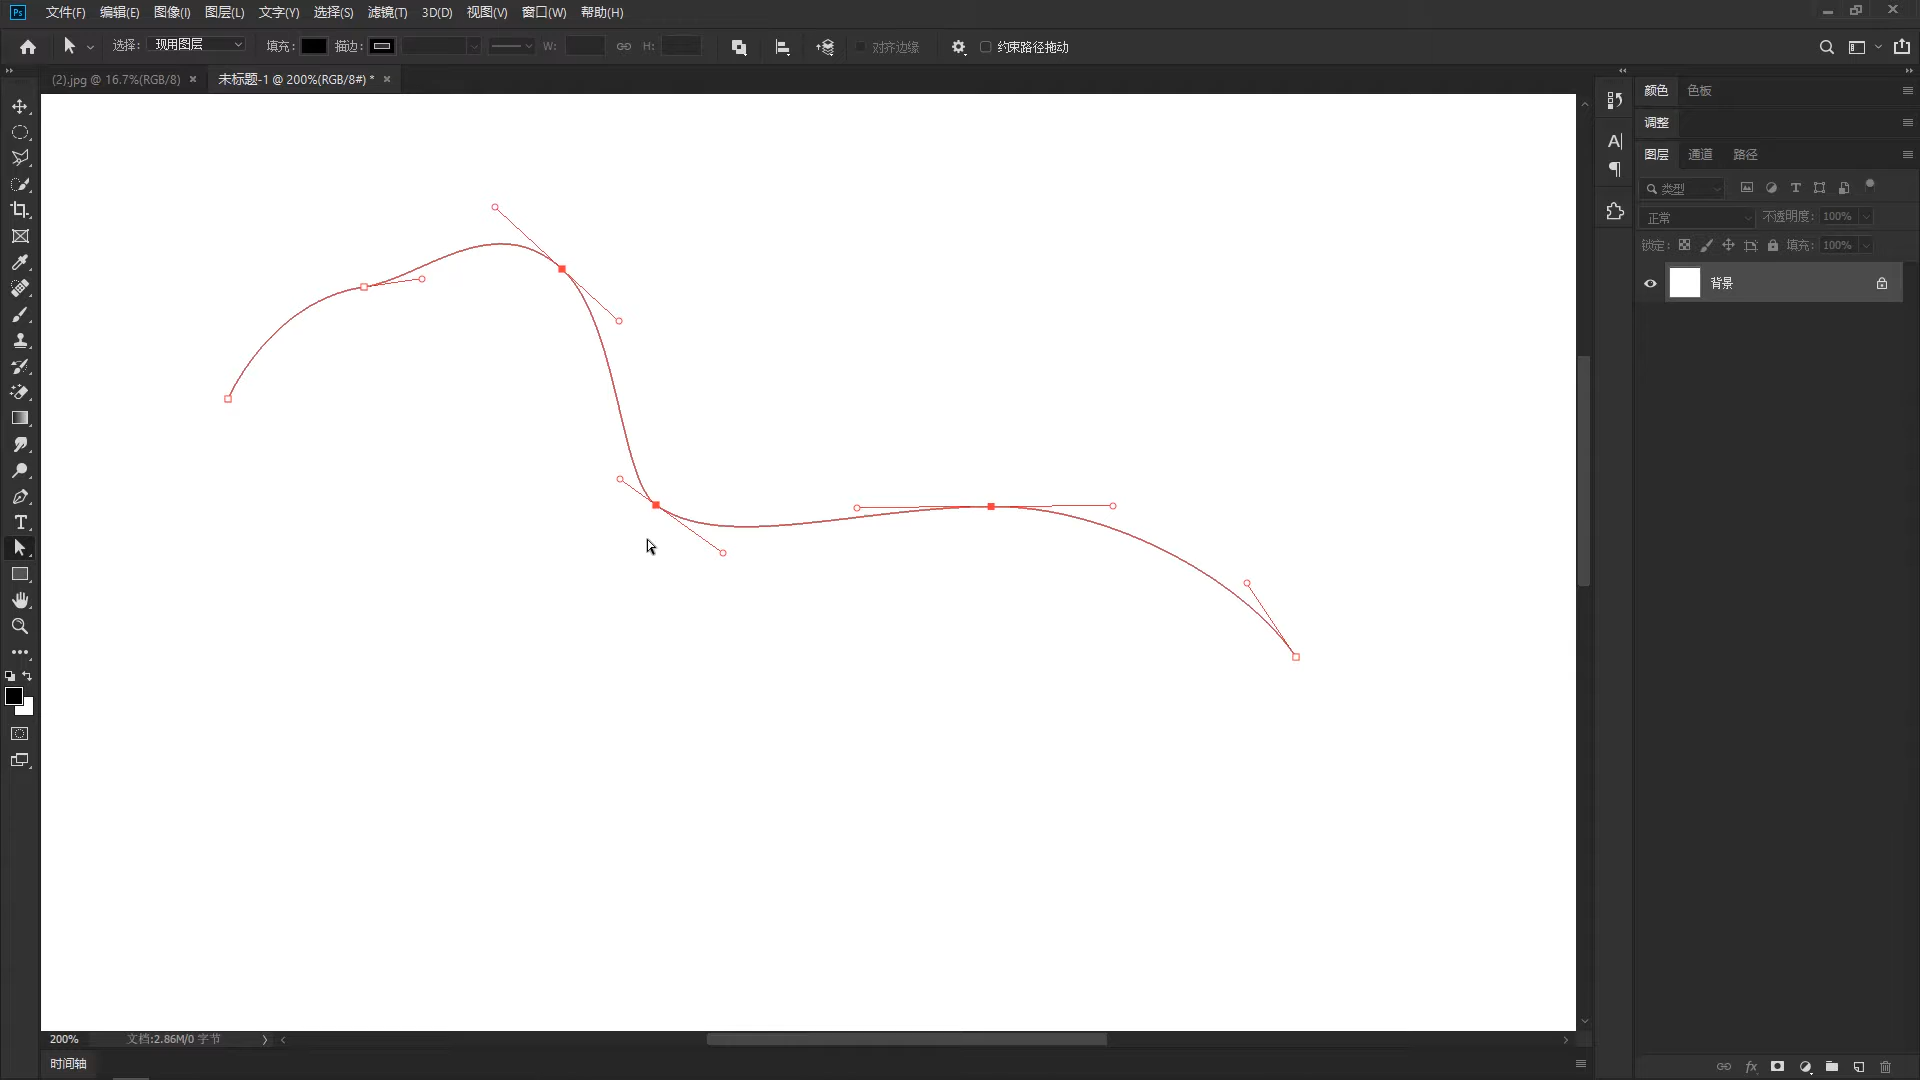 Ps 文件(F) 编辑(E) 图像(I) 图层(L) 文字(Y) 选择(S) 滤镜(T) 3D(D) 视图(V) 窗口(W) 帮助(H)
选择: 现用图层 填充: 描边: W: H: 对齐边缘 约束路径拖动
(2).jpg @ 16.7%(RGB/8) × 未标题-1 @ 200%(RGB/8#) * ×
颜色 色板
调整
图层 通道 路径
类型
正常 不透明度: 100%
锁定: 填充: 100%
背景
200% 文档:2.86M/0 字节
时间轴
fx